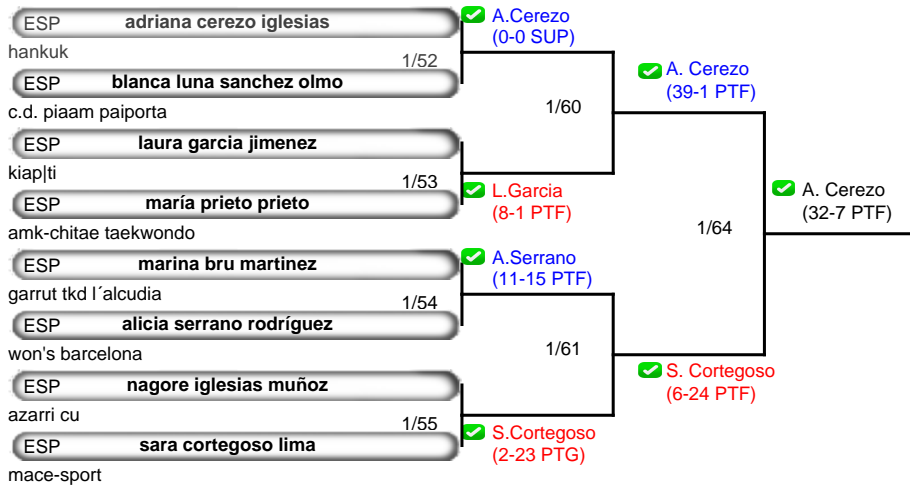 ESP adriana cerezo iglesias
hankuk
1/52
ESP blanca luna sanchez olmo
c.d. piaam paiporta
ESP laura garcia jimenez
kiap|ti
1/53
ESP maría prieto prieto
amk-chitae taekwondo
ESP marina bru martinez
garrut tkd l´alcudia
1/54
ESP alicia serrano rodríguez
won's barcelona
ESP nagore iglesias muñoz
azarri cu
1/55
ESP sara cortegoso lima
mace-sport
A.Cerezo
(0-0 SUP)
1/60
L.Garcia
(8-1 PTF)
A.Serrano
(11-15 PTF)
1/61
S.Cortegoso
(2-23 PTG)
A. Cerezo
(39-1 PTF)
1/64
S. Cortegoso
(6-24 PTF)
A. Cerezo
(32-7 PTF)